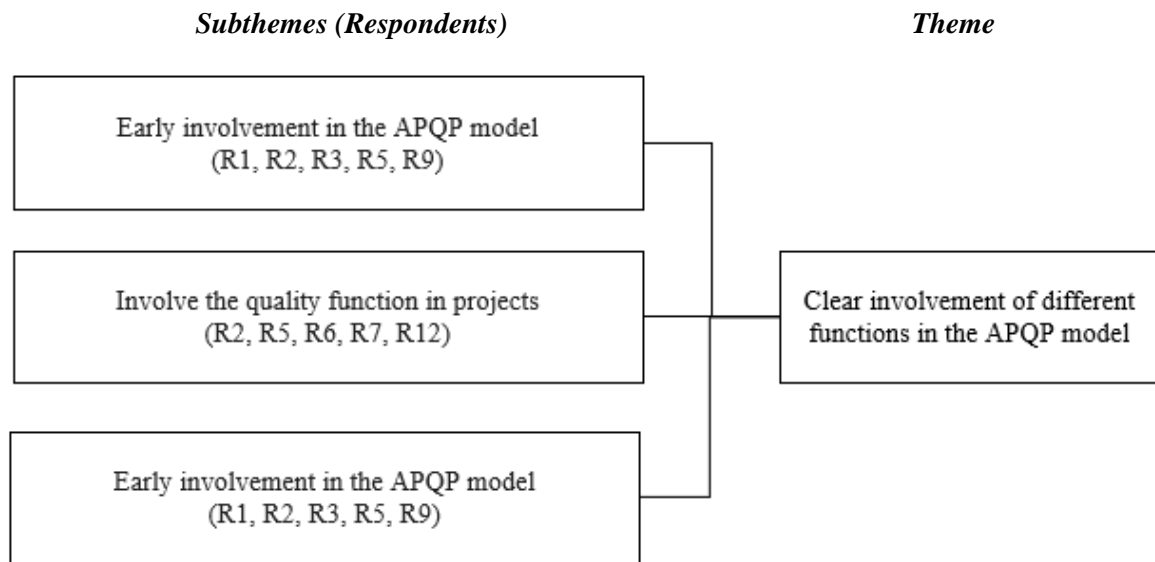 Subthemes (Respondents)
Theme
Early involvement in the APQP model
(R1, R2, R3, R5, R9)
Involve the quality function in projects
(R2, R5, R6, R7, R12)
Clear involvement of different
functions in the APQP model
Early involvement in the APQP model
(R1, R2, R3, R5, R9)